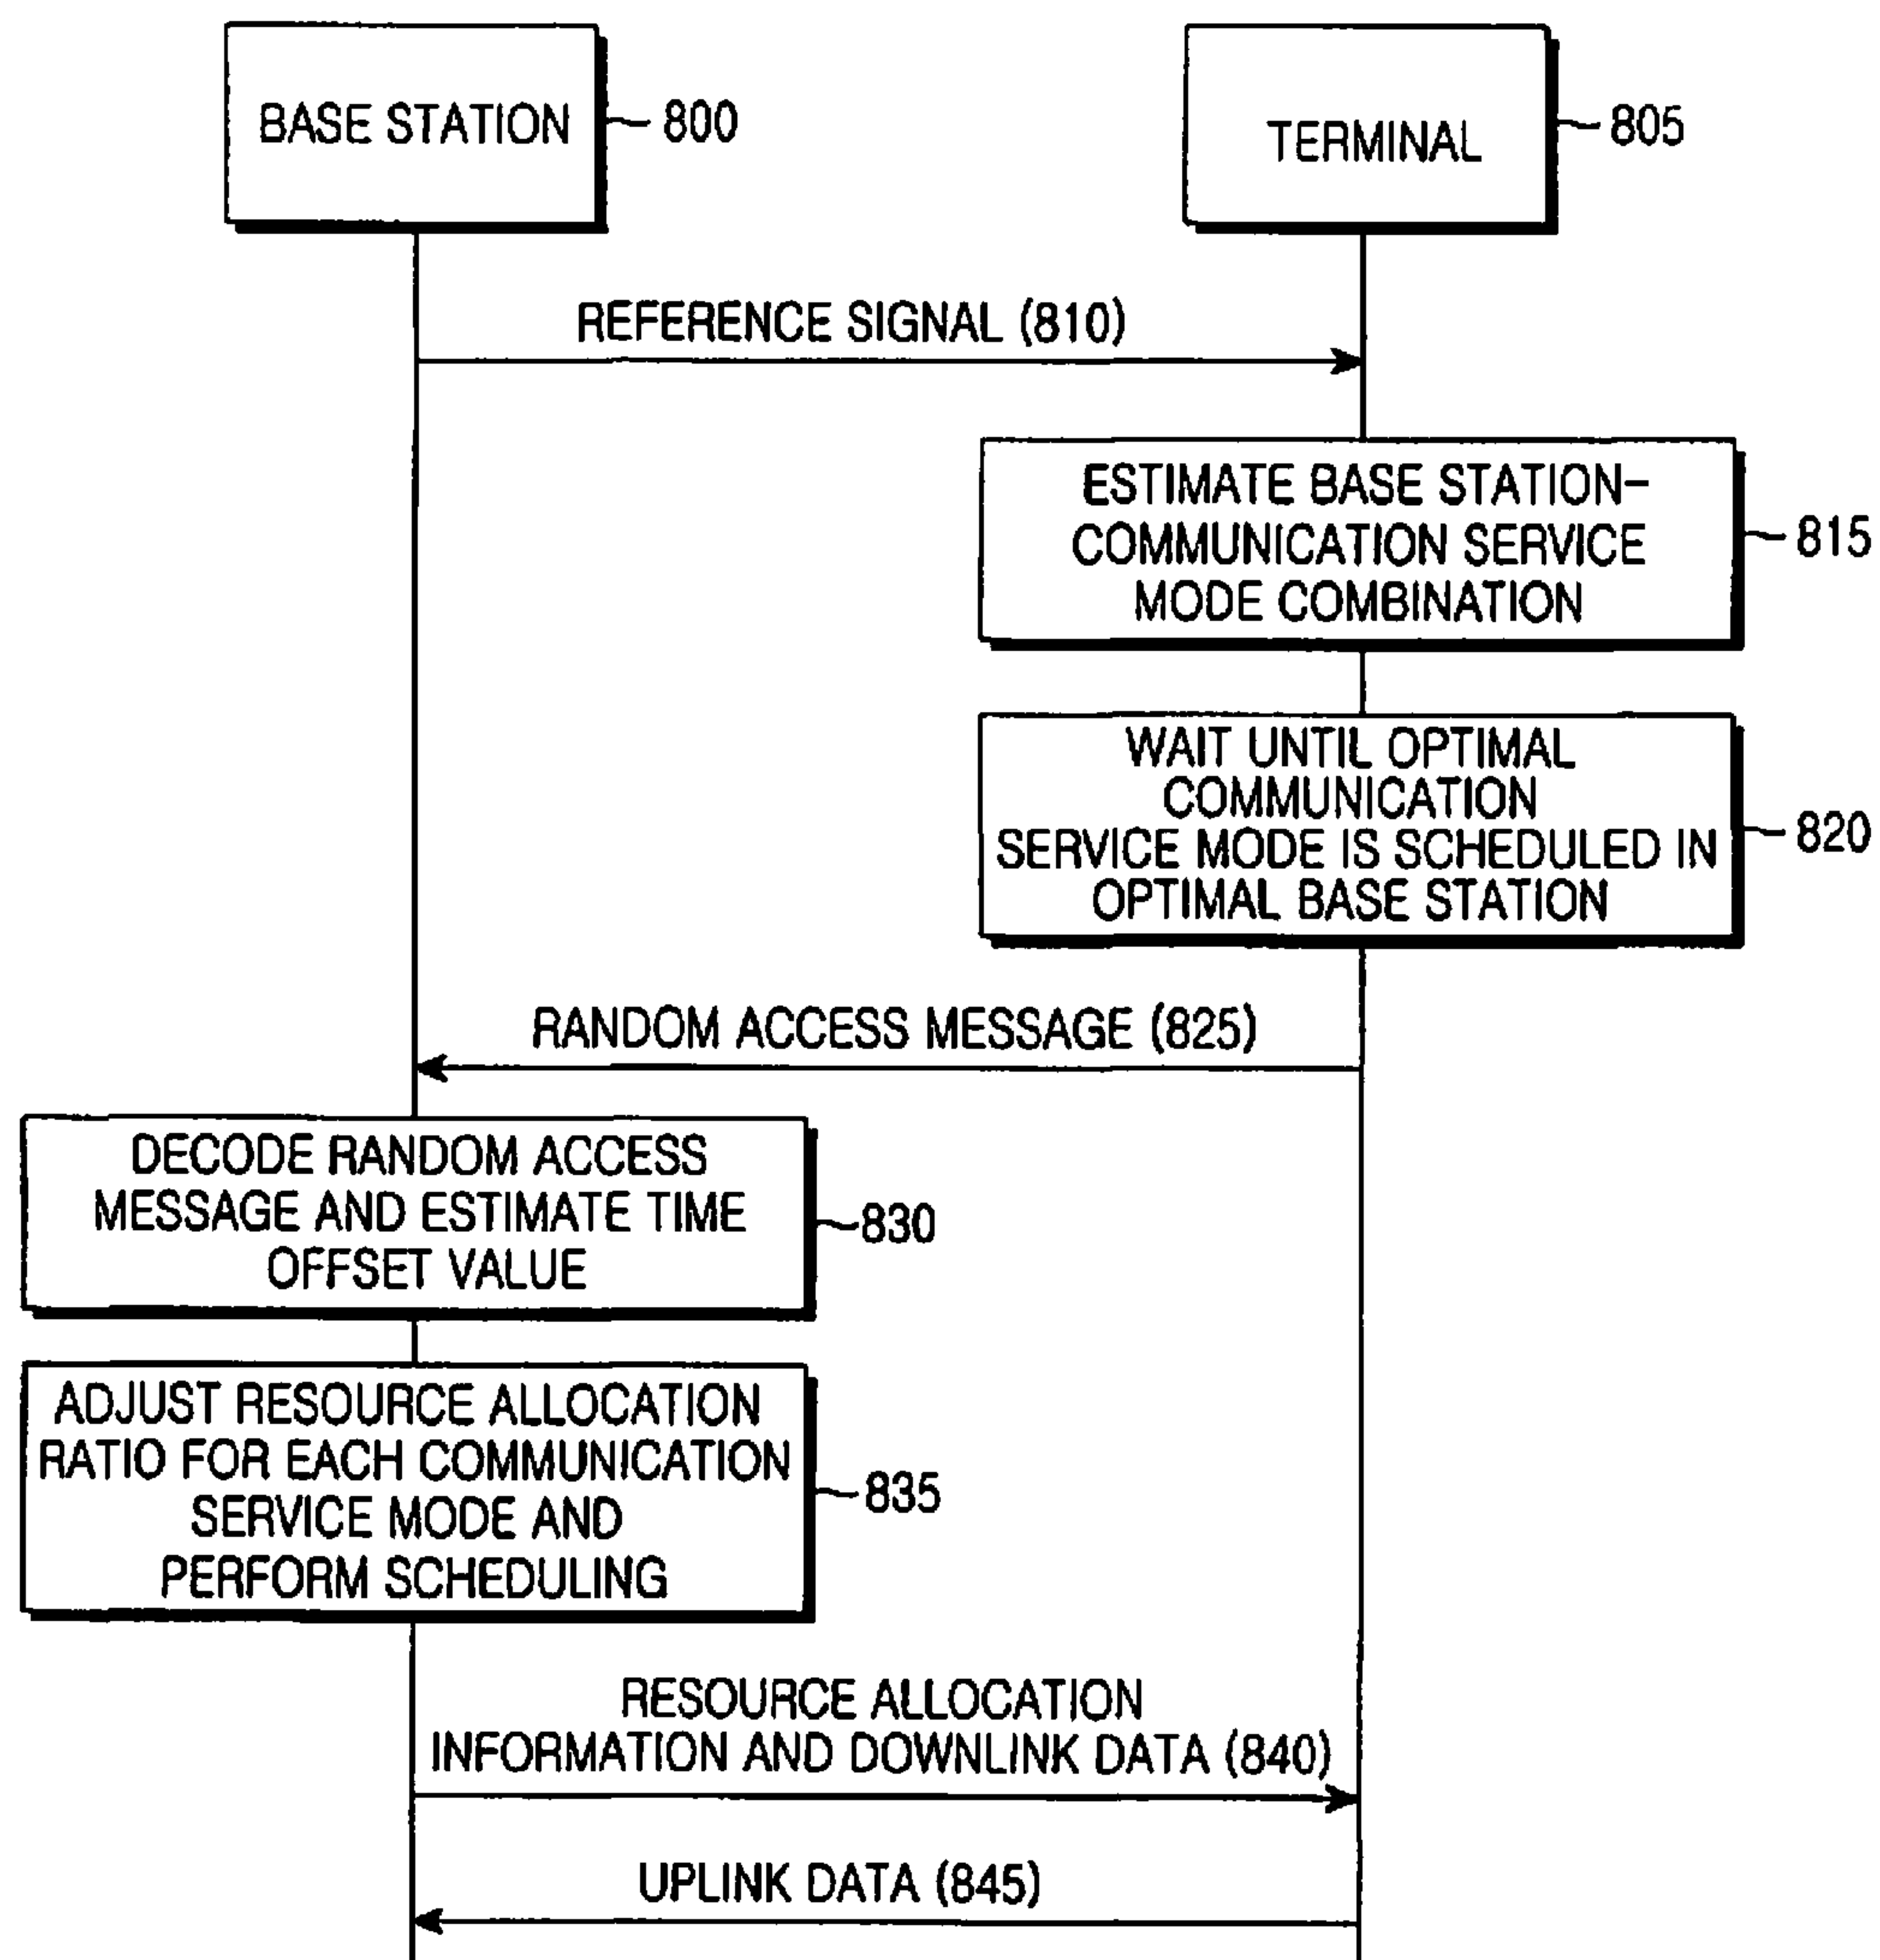 BASE STATION
800
TERMINAL
805
REFERENCE SIGNAL (810)
ESTIMATE BASE STATION-
COMMUNICATION SERVICE
MODE COMBINATION
815
WAIT UNTIL OPTIMAL
COMMUNICATION
SERVICE MODE IS SCHEDULED IN
OPTIMAL BASE STATION
820
RANDOM ACCESS MESSAGE (825)
DECODE RANDOM ACCESS
MESSAGE AND ESTIMATE TIME
OFFSET VALUE
830
ADJUST RESOURCE ALLOCATION
RATIO FOR EACH COMMUNICATION
SERVICE MODE AND
PERFORM SCHEDULING
835
RESOURCE ALLOCATION
INFORMATION AND DOWNLINK DATA (840)
UPLINK DATA (845)